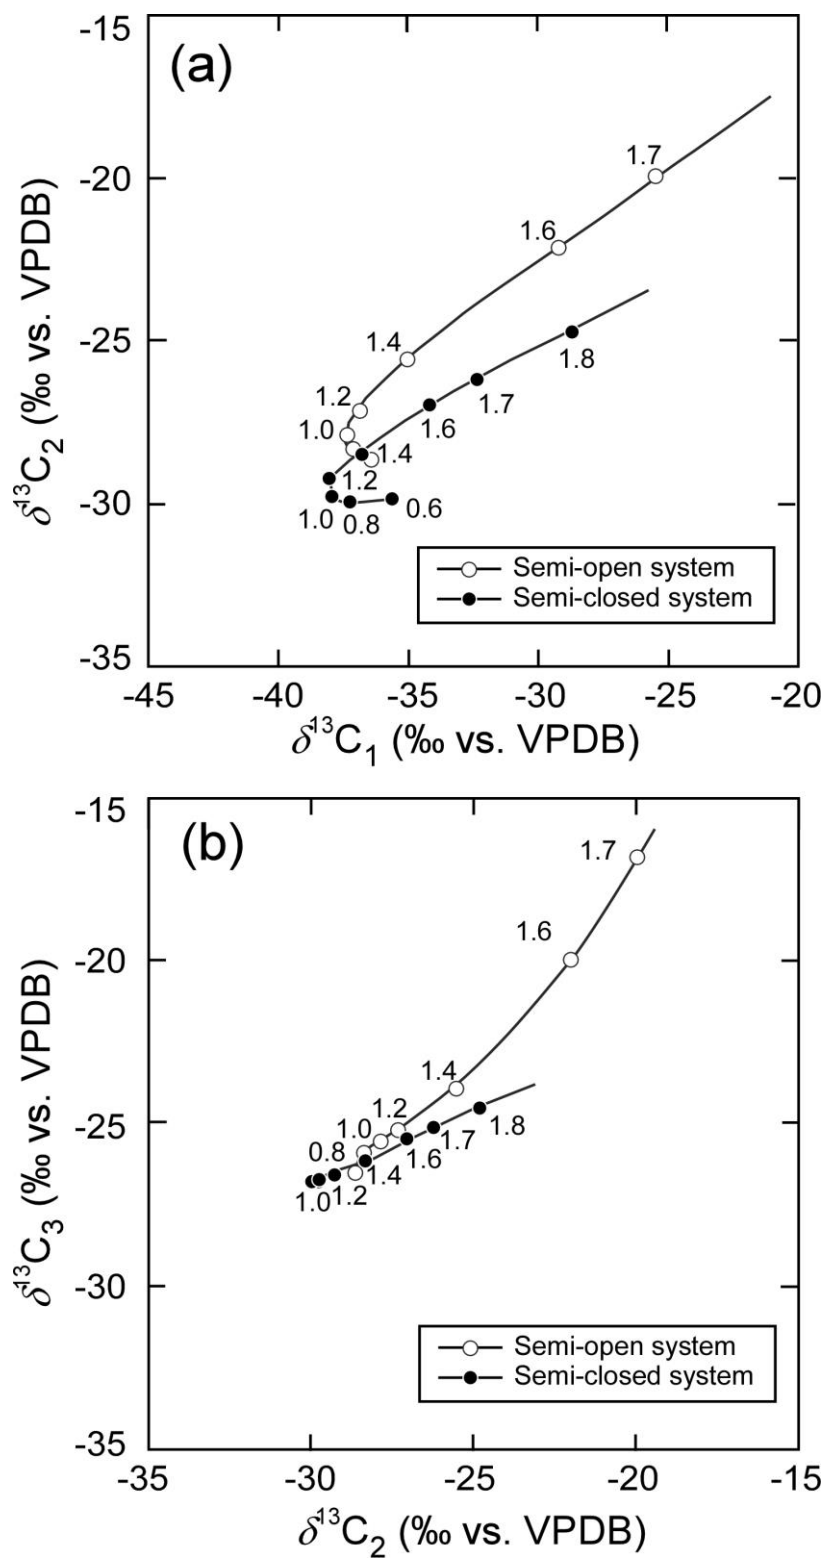 (a)
-15
-20
-25
-30
-35
δ¹³C₂ (‰ vs. VPDB)
1.7
1.6
1.4
1.2
1.0
1.8
1.7
1.6
1.4
1.2
1.0
0.8
0.6
Semi-open system
Semi-closed system
-45 -40 -35 -30 -25 -20
δ¹³C₁ (‰ vs. VPDB)
(b)
-15
-20
-25
-30
-35
δ¹³C₃ (‰ vs. VPDB)
1.7
1.6
1.4
1.2
1.0
0.8
1.8
1.7
1.6
1.4
1.2
1.0
Semi-open system
Semi-closed system
-35 -30 -25 -20 -15
δ¹³C₂ (‰ vs. VPDB)